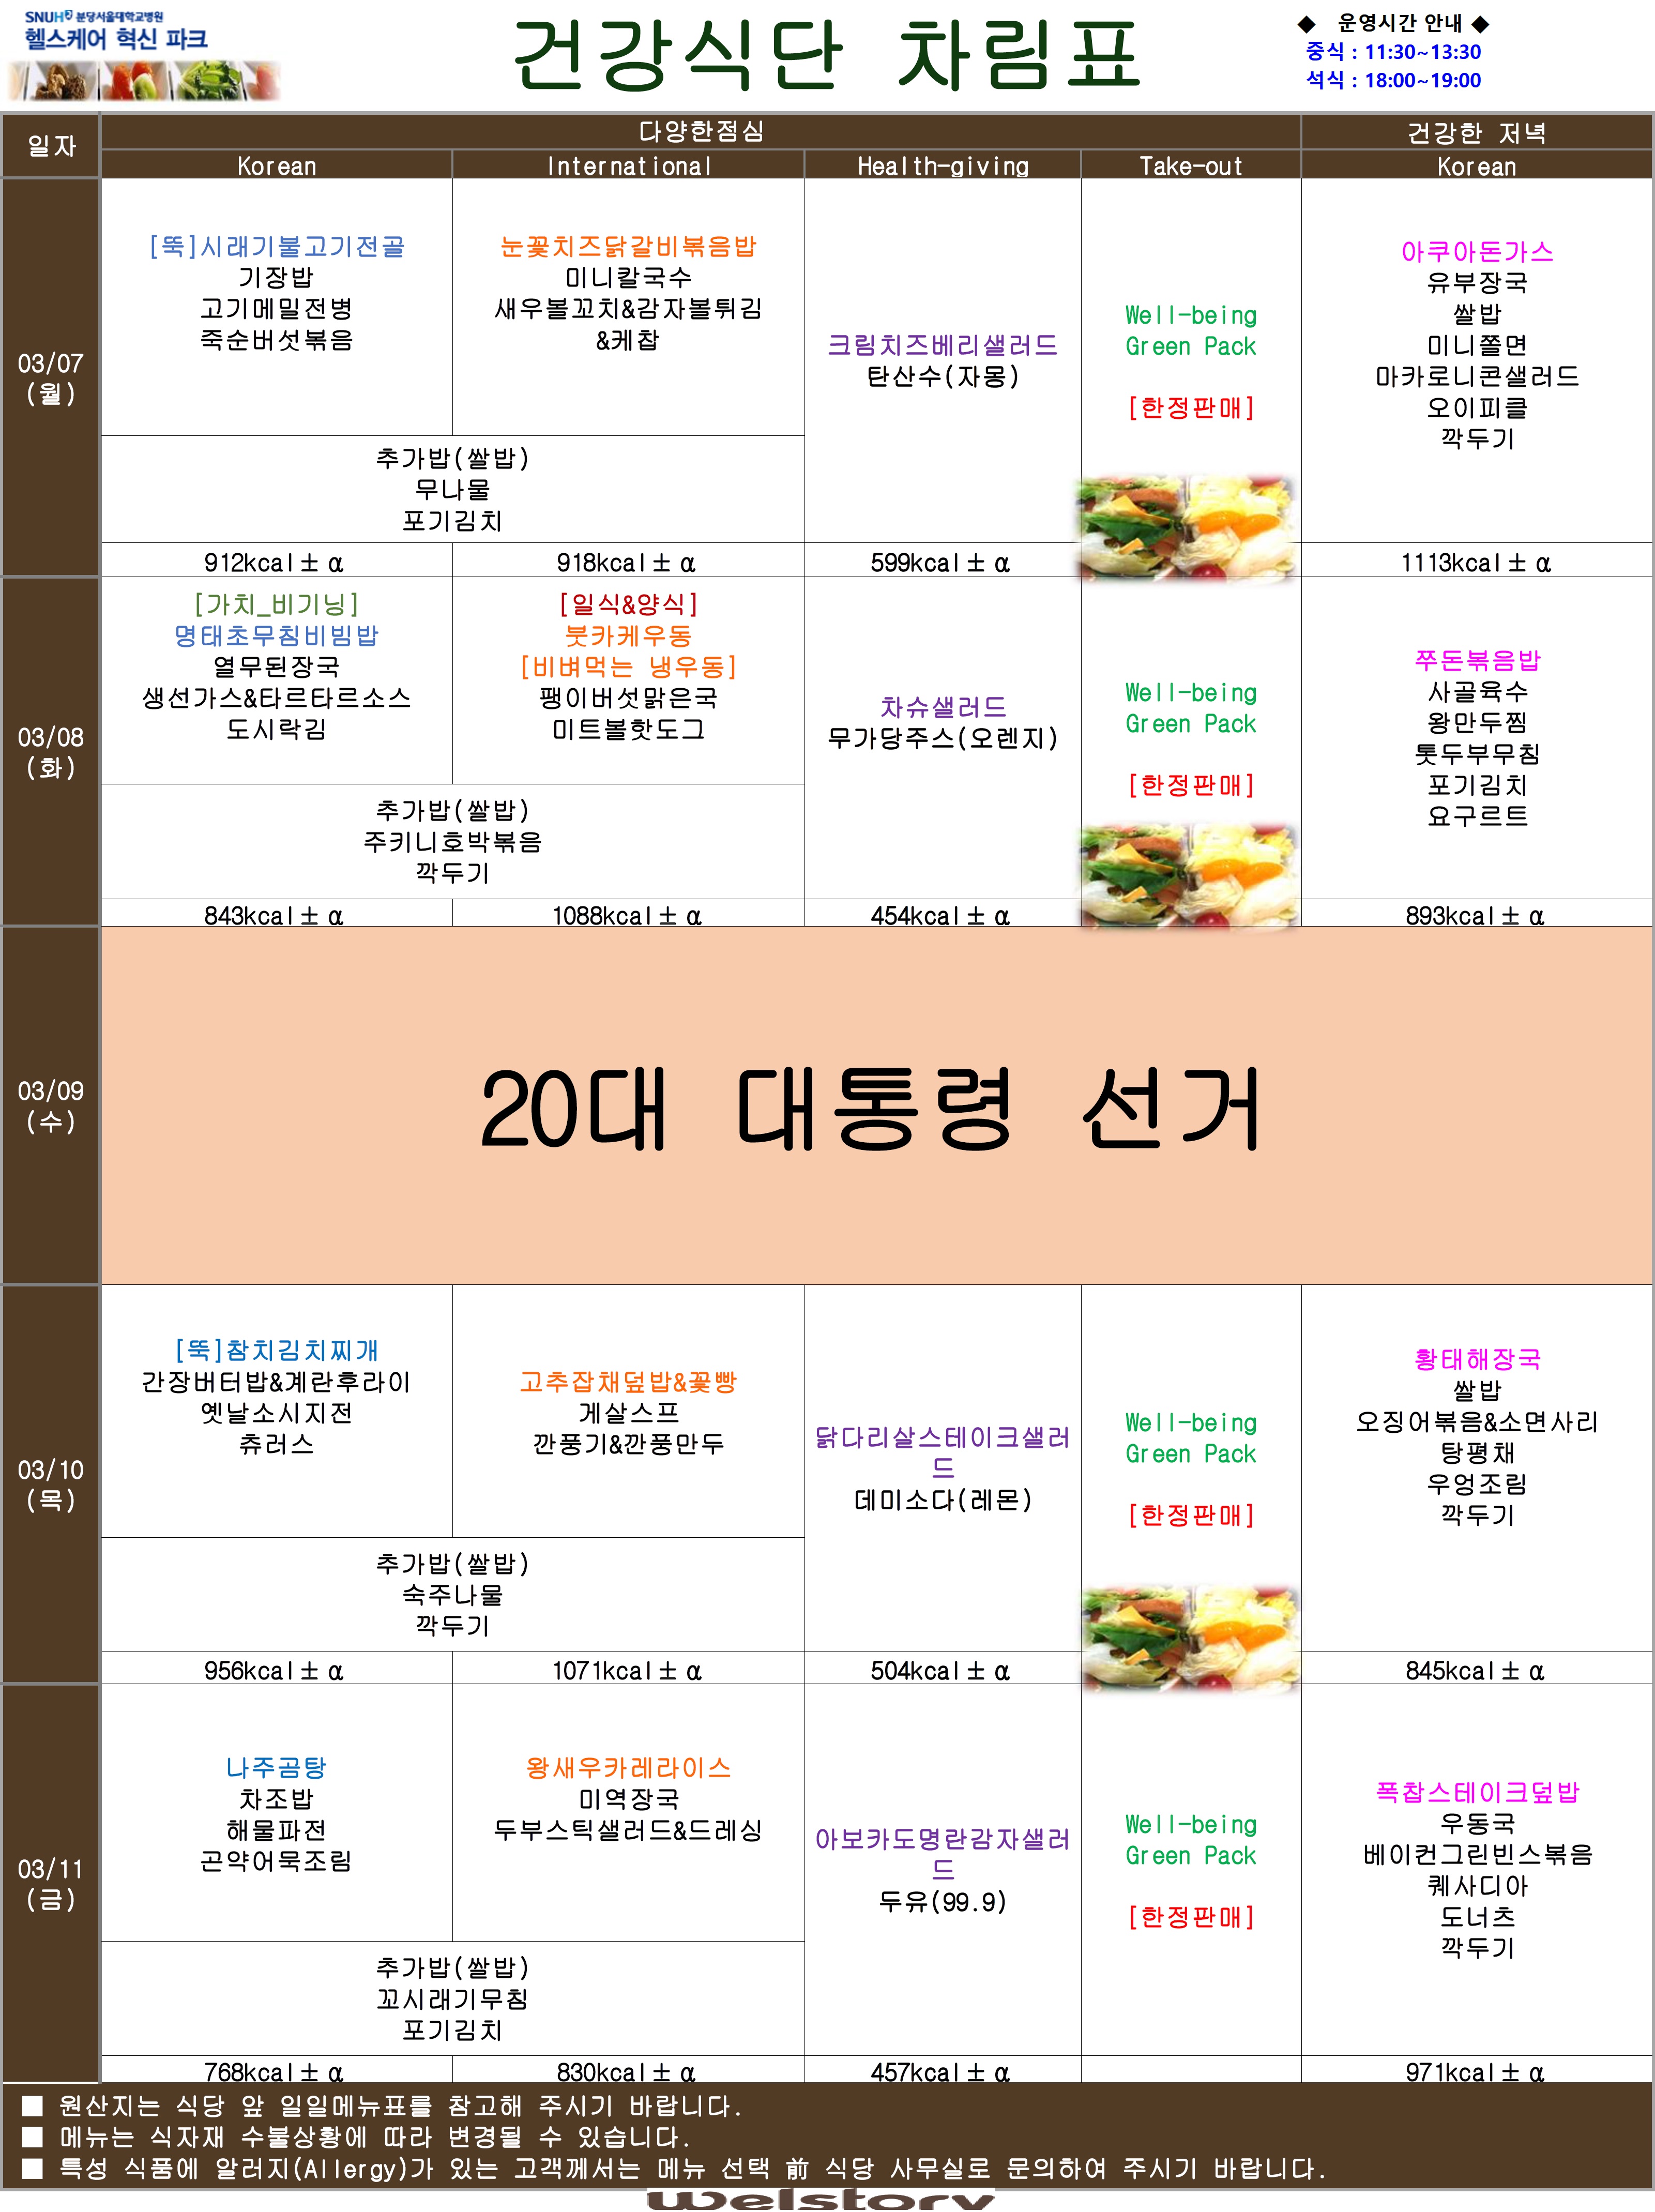 SNUH 분당서울대학교병원
헬스케어 혁신 파크
건강식단 차림표
◆ 운영시간 안내 ◆
중식 : 11:30~13:30
석식 : 18:00~19:00
일자
다양한점심
건강한 저녁
Korean
International
Health-giving
Take-out
Korean
03/07
(월)
[뚝]시래기불고기전골
기장밥
고기메밀전병
죽순버섯볶음
눈꽃치즈닭갈비볶음밥
미니칼국수
새우볼꼬치&감자볼튀김
&케찹
추가밥(쌀밥)
무나물
포기김치
크림치즈베리샐러드
탄산수(자몽)
Well-being
Green Pack
[한정판매]
아쿠아돈가스
유부장국
쌀밥
미니쫄면
마카로니콘샐러드
오이피클
깍두기
912kcal± α
918kcal± α
599kcal± α
1113kcal± α
03/08
(화)
[가치_비기닝]
명태초무침비빔밥
열무된장국
생선가스&타르타르소스
도시락김
[일식&양식]
붓카케우동
[비벼먹는 냉우동]
팽이버섯맑은국
미트볼핫도그
추가밥(쌀밥)
주키니호박볶음
깍두기
차슈샐러드
무가당주스(오렌지)
Well-being
Green Pack
[한정판매]
쭈돈볶음밥
사골육수
왕만두찜
톳두부무침
포기김치
요구르트
843kcal± α
1088kcal± α
454kcal± α
893kcal± α
03/09
(수)
20대 대통령 선거
03/10
(목)
[뚝]참치김치찌개
간장버터밥&계란후라이
옛날소시지전
츄러스
고추잡채덮밥&꽃빵
게살스프
깐풍기&깐풍만두
추가밥(쌀밥)
숙주나물
깍두기
닭다리살스테이크샐러
드
데미소다(레몬)
Well-being
Green Pack
[한정판매]
황태해장국
쌀밥
오징어볶음&소면사리
탕평채
우엉조림
깍두기
956kcal± α
1071kcal± α
504kcal± α
845kcal± α
03/11
(금)
나주곰탕
차조밥
해물파전
곤약어묵조림
왕새우카레라이스
미역장국
두부스틱샐러드&드레싱
추가밥(쌀밥)
꼬시래기무침
포기김치
아보카도명란감자샐러
드
두유(99.9)
Well-being
Green Pack
[한정판매]
폭찹스테이크덮밥
우동국
베이컨그린빈스볶음
퀘사디아
도너츠
깍두기
768kcal± α
830kcal± α
457kcal± α
971kcal± α
■ 원산지는 식당 앞 일일메뉴표를 참고해 주시기 바랍니다.
■ 메뉴는 식자재 수불상황에 따라 변경될 수 있습니다.
■ 특성 식품에 알러지(Allergy)가 있는 고객께서는 메뉴 선택 前 식당 사무실로 문의하여 주시기 바랍니다.
welstory